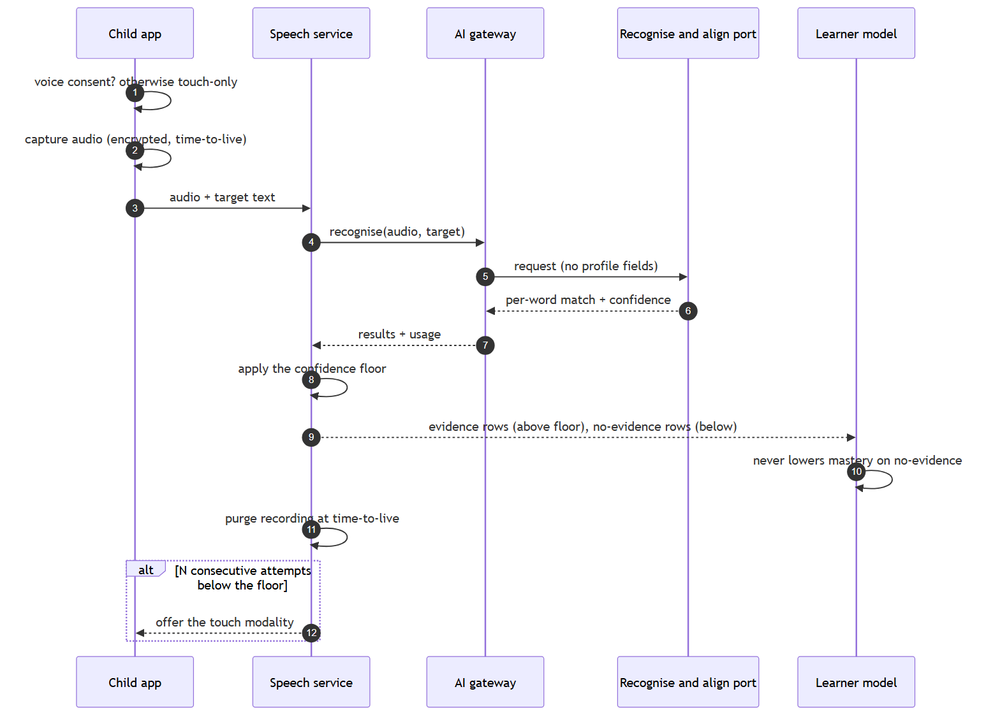 Child app
Speech service
AI gateway
Recognise and align port
Learner model
voice consent? otherwise touch-only
1
capture audio (encrypted, time-to-live)
2
audio + target text
3
recognise(audio, target)
4
request (no profile fields)
5
per-word match + confidence
6
results + usage
7
apply the confidence floor
8
evidence rows (above floor), no-evidence rows (below)
9
never lowers mastery on no-evidence
10
purge recording at time-to-live
11
alt
[N consecutive attempts
below the floor]
offer the touch modality
12
Child app
Speech service
AI gateway
Recognise and align port
Learner model